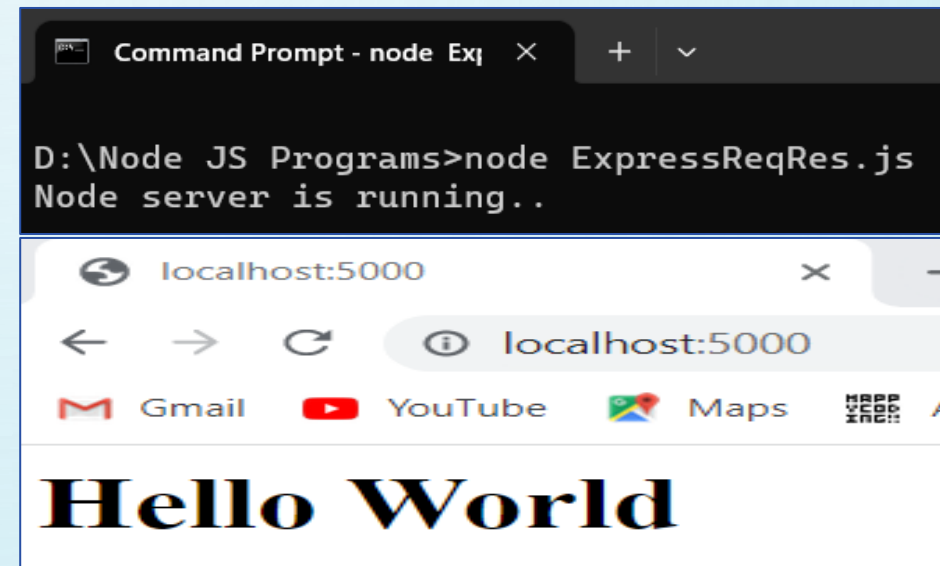 Command Prompt - node Exp
D:\Node JS Programs>node ExpressReqRes.js
Node server is running..
localhost:5000
localhost:5000
Gmail YouTube Maps
Hello World